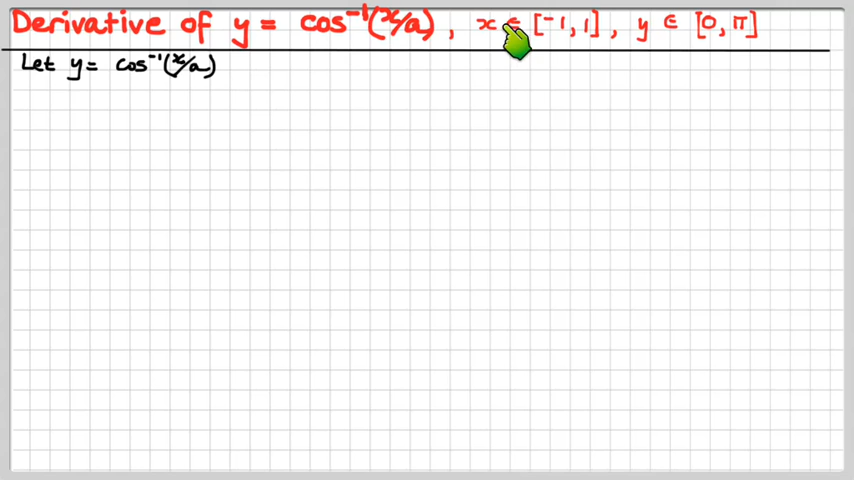 Derivative of y = cos⁻¹(x/a), x ∈ [-1,1], y ∈ [0,π]
Let y = cos⁻¹(x/a)